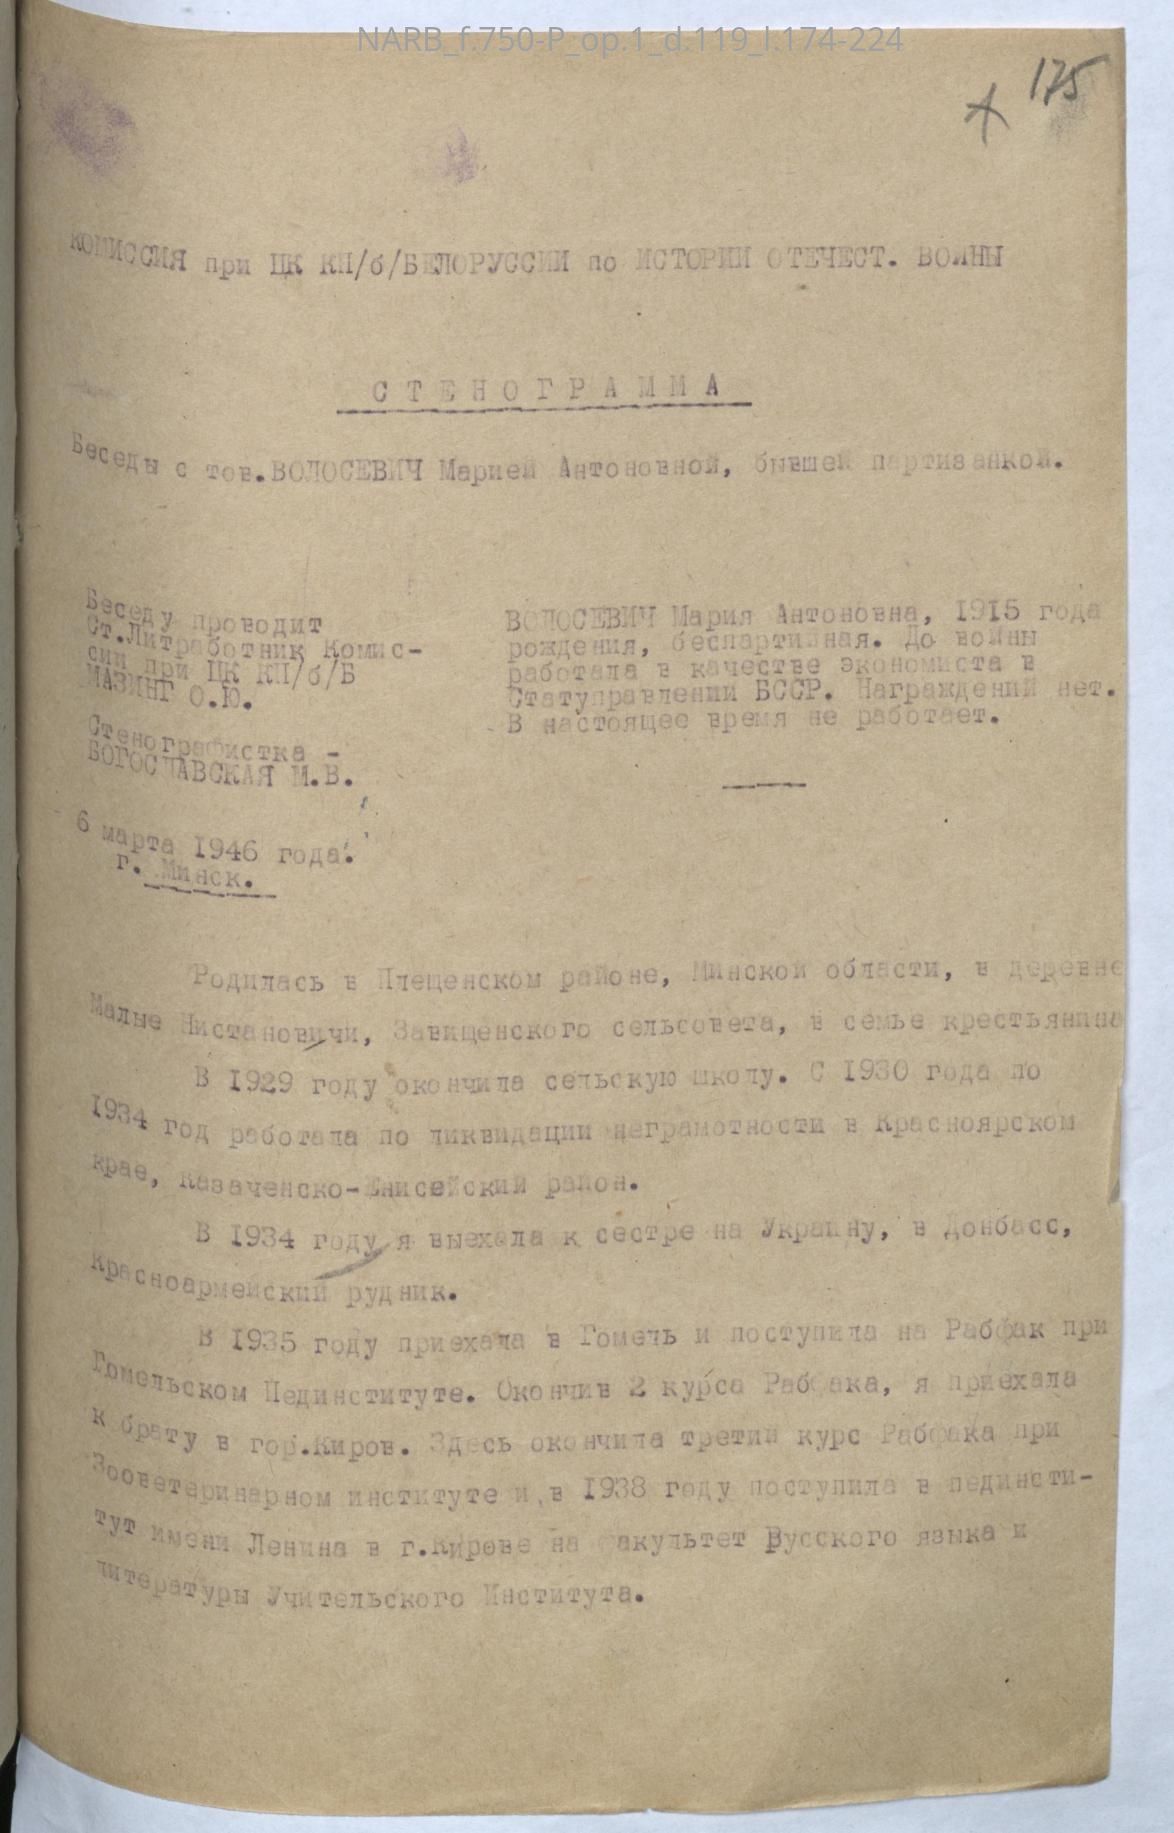 NARB_f.750-P_op.1_d.119_l.174-224
175
КОМИССИЯ при ЦК КП/б/БЕЛОРУССИИ по ИСТОРИИ ОТЕЧЕСТ. ВОЙНЫ
СТЕНОГРАММА
Беседы с тов.ВОЛОСЕВИЧ Марией Антоновной, бывшей партизанкой.
Беседу проводит
Ст.Литработник Комис-
сии при ЦК КП/б/Б
МАЗИНГ О.Ю.
Стенографистка -
БОГОСЛАВСКАЯ М.В.
6 марта 1946 года.
г. Минск.
ВОЛОСЕВИЧ Мария Антоновна, 1915 года
рождения, беспартийная. До войны
работала в качестве экономиста в
Статуправлении БССР. Награждений нет.
В настоящее время не работает.
Родилась в Плещенском районе, Минской области, в деревне
Малые Нистановичи, Завищенского сельсовета, в семье крестьянина
В 1929 году окончила сельскую школу. С 1930 года по
1934 год работала по ликвидации неграмотности в Красноярском
крае, Казаченско-Енисейский район.
В 1934 году я выехала к сестре на Украину, в Донбасс,
Красноармейский рудник.
В 1935 году приехала в Гомель и поступила на Рабфак при
Гомельском Пединституте. Окончив 2 курса Рабфака, я приехала
к брату в гор.Киров. Здесь окончила третий курс Рабфака при
Зооветеринарном институте и в 1938 году поступила в пединсти-
тут имени Ленина в г.Кирове на факультет Русского языка и
литературы Учительского Института.